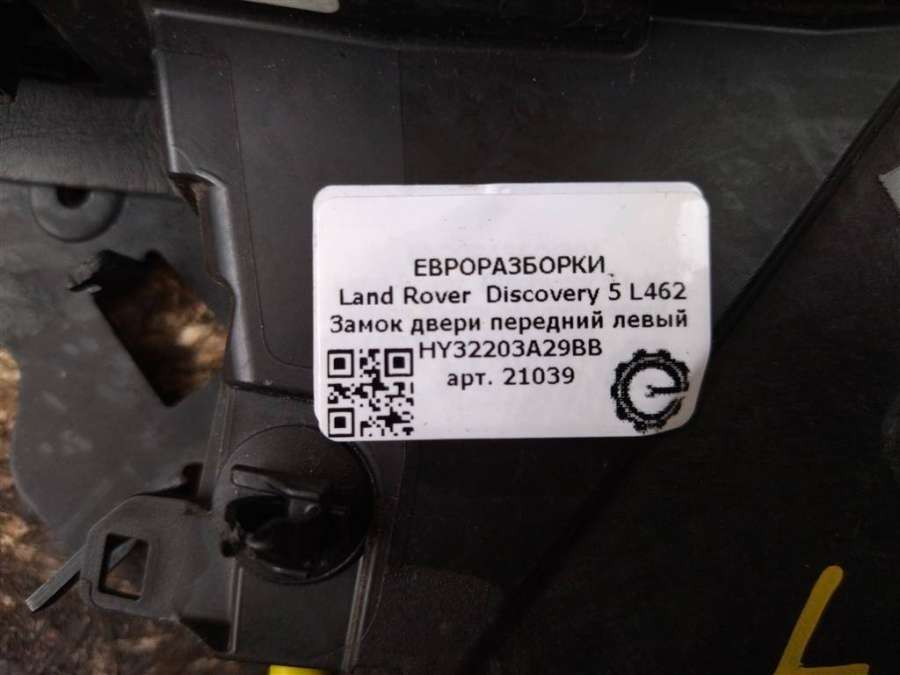 ЕВРОРАЗБОРКИ
Land Rover Discovery 5 L462
Замок двери передний левый
HY32203A29BB
арт. 21039